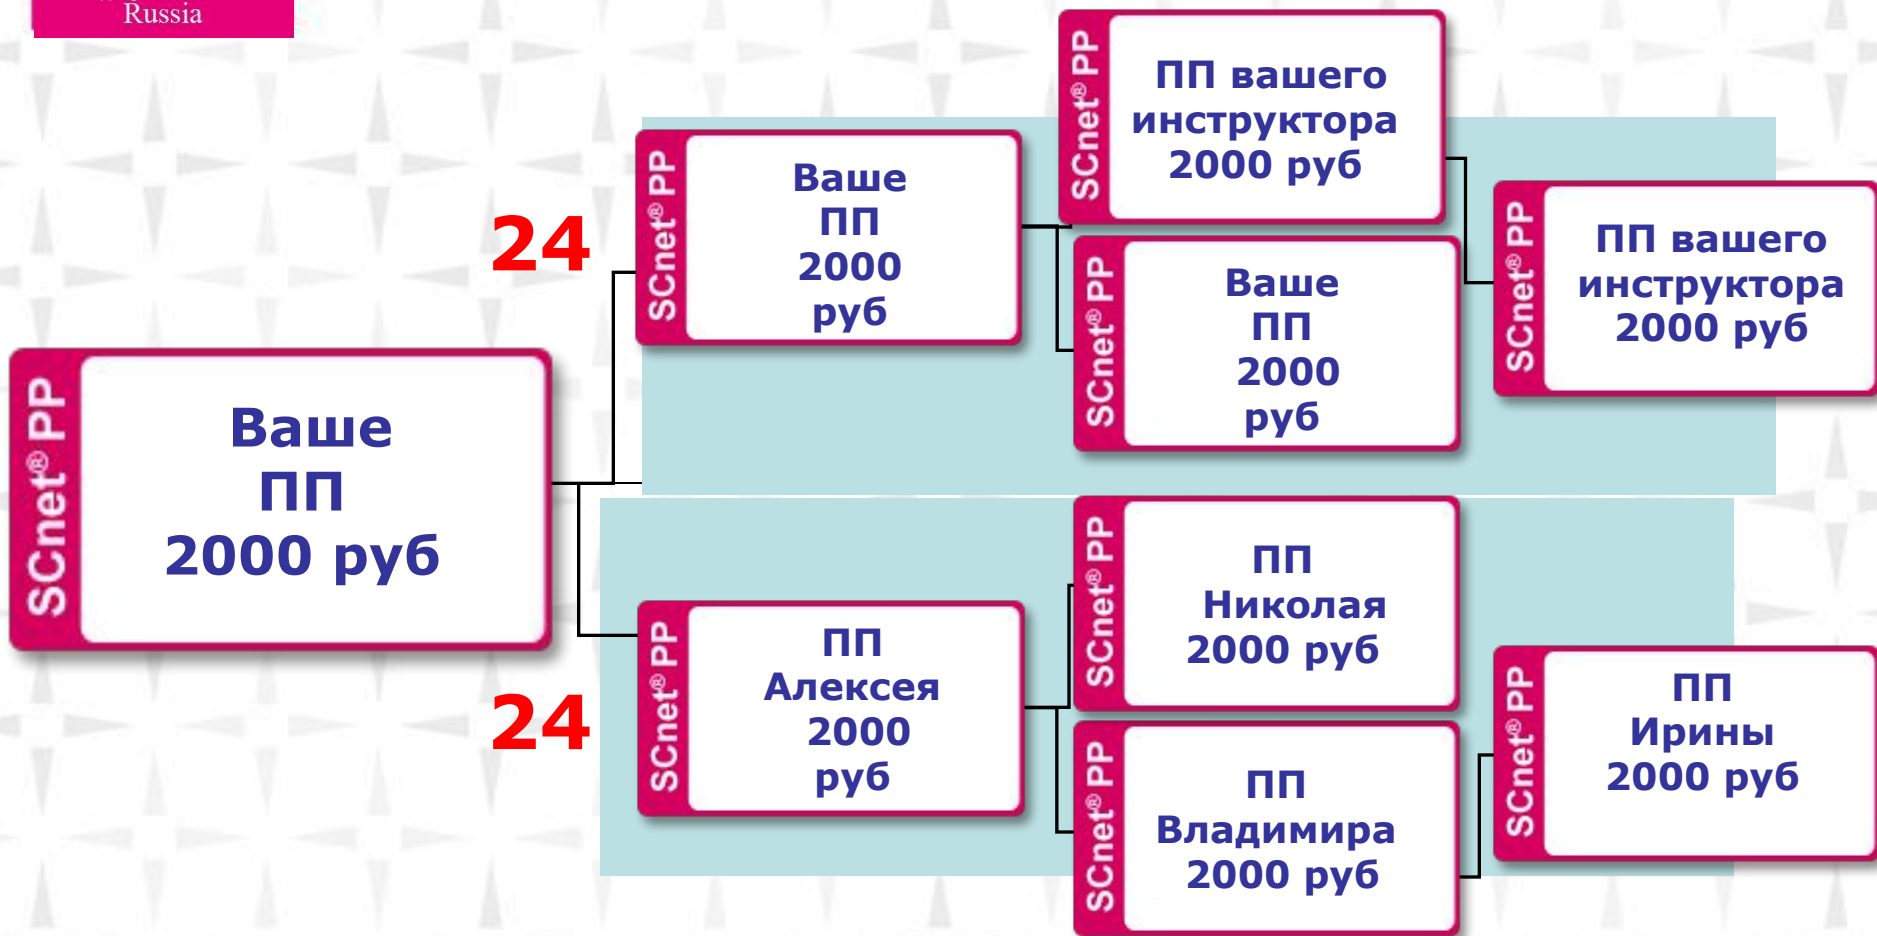 Russia
SCnet® PP
ПП вашего
инструктора
2000 руб
SCnet® PP
Ваше
ПП
2000
руб
24
SCnet® PP
ПП вашего
инструктора
2000 руб
SCnet® PP
Ваше
ПП
2000
руб
SCnet® PP
Ваше
ПП
2000 руб
SCnet® PP
ПП
Николая
2000 руб
SCnet® PP
ПП
Алексея
2000
руб
24
SCnet® PP
ПП
Ирины
2000 руб
SCnet® PP
ПП
Владимира
2000 руб